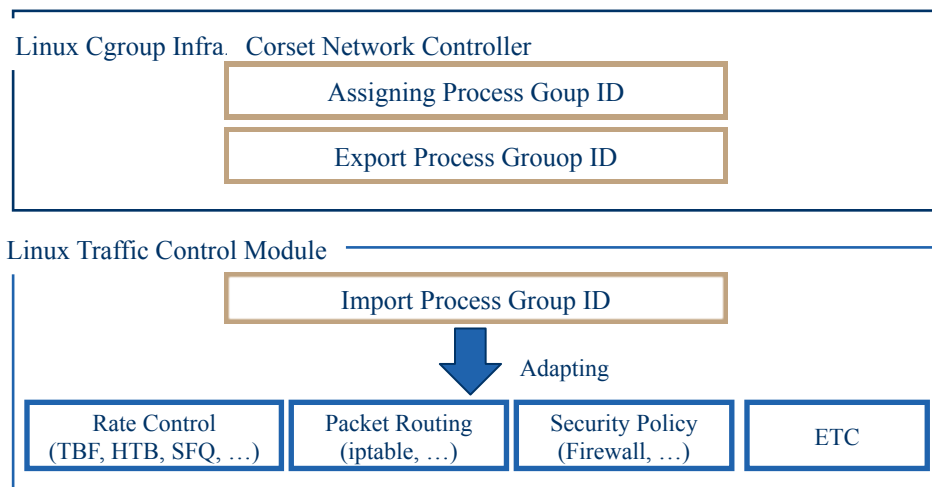 Linux Cgroup Infra. Corset Network Controller
Assigning Process Goup ID
Export Process Grouop ID
Linux Traffic Control Module
Import Process Group ID
Adapting
Rate Control
(TBF, HTB, SFQ, …)
Packet Routing
(iptable, …)
Security Policy
(Firewall, …)
ETC